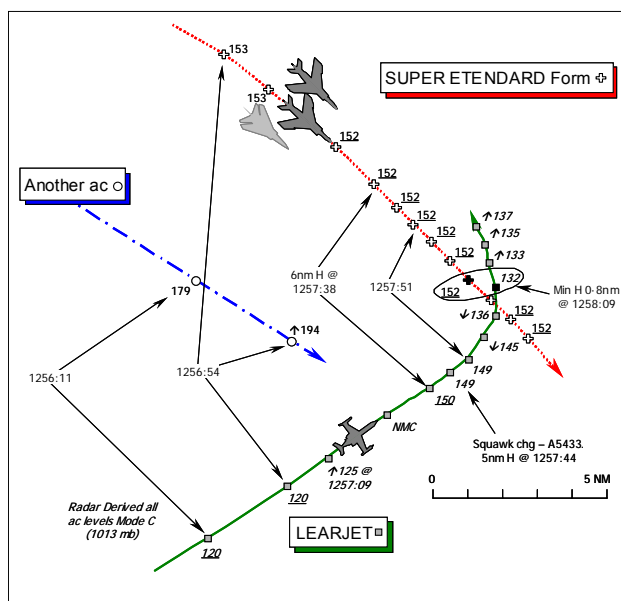 153
SUPER ETENDARD Form
153
152
Another ac
152
152
152
↑137
152
↑135
152
↑133
6nm H @
1257:38
1257:51
132
179
152
Min H 0·8nm
@ 1258:09
↑194
↓136
152
152
↓145
1256:11
1256:54
149
149
150
Squawk chg – A5433.
5nm H @ 1257:44
NMC
↑125 @
1257:09
0
5 NM
120
Radar Derived all
ac levels Mode C
(1013 mb)
LEARJET
120